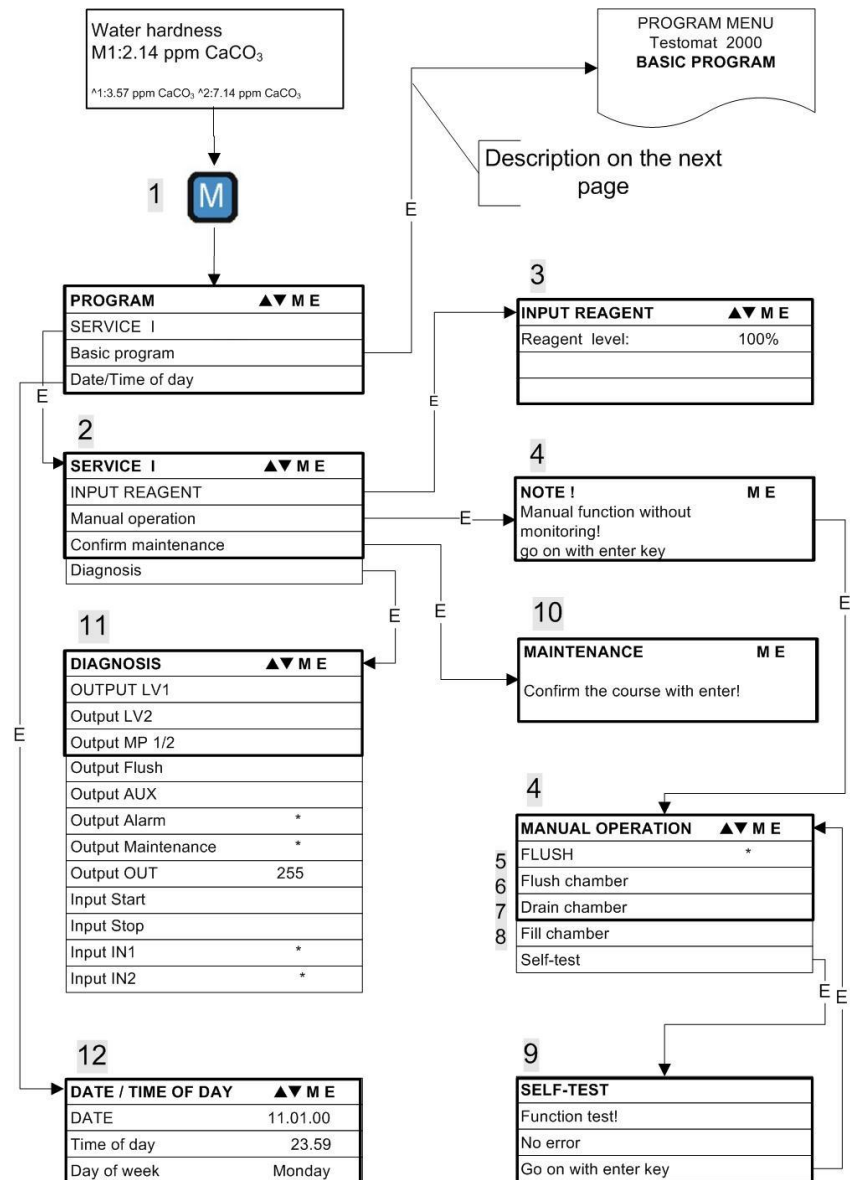 Water hardness
M1:2.14 ppm CaCO₃
^1:3.57 ppm CaCO₃ ^2:7.14 ppm CaCO₃
PROGRAM MENU
Testomat 2000
BASIC PROGRAM
Description on the next
page
1
M
E
PROGRAM ▲▼ M E
SERVICE I
Basic program
Date/Time of day
E
3
INPUT REAGENT ▲▼ M E
Reagent level: 100%
E
2
SERVICE I ▲▼ M E
INPUT REAGENT
Manual operation
Confirm maintenance
Diagnosis
E
4
NOTE ! M E
Manual function without
monitoring!
go on with enter key
E
E
E
11
DIAGNOSIS ▲▼ M E
OUTPUT LV1
Output LV2
Output MP 1/2
Output Flush
Output AUX
Output Alarm *
Output Maintenance *
Output OUT 255
Input Start
Input Stop
Input IN1 *
Input IN2 *
E
10
MAINTENANCE M E
Confirm the course with enter!
4
MANUAL OPERATION ▲▼ M E
5 FLUSH *
6 Flush chamber
7 Drain chamber
8 Fill chamber
Self-test
E E
12
DATE / TIME OF DAY ▲▼ M E
DATE 11.01.00
Time of day 23.59
Day of week Monday
9
SELF-TEST
Function test!
No error
Go on with enter key